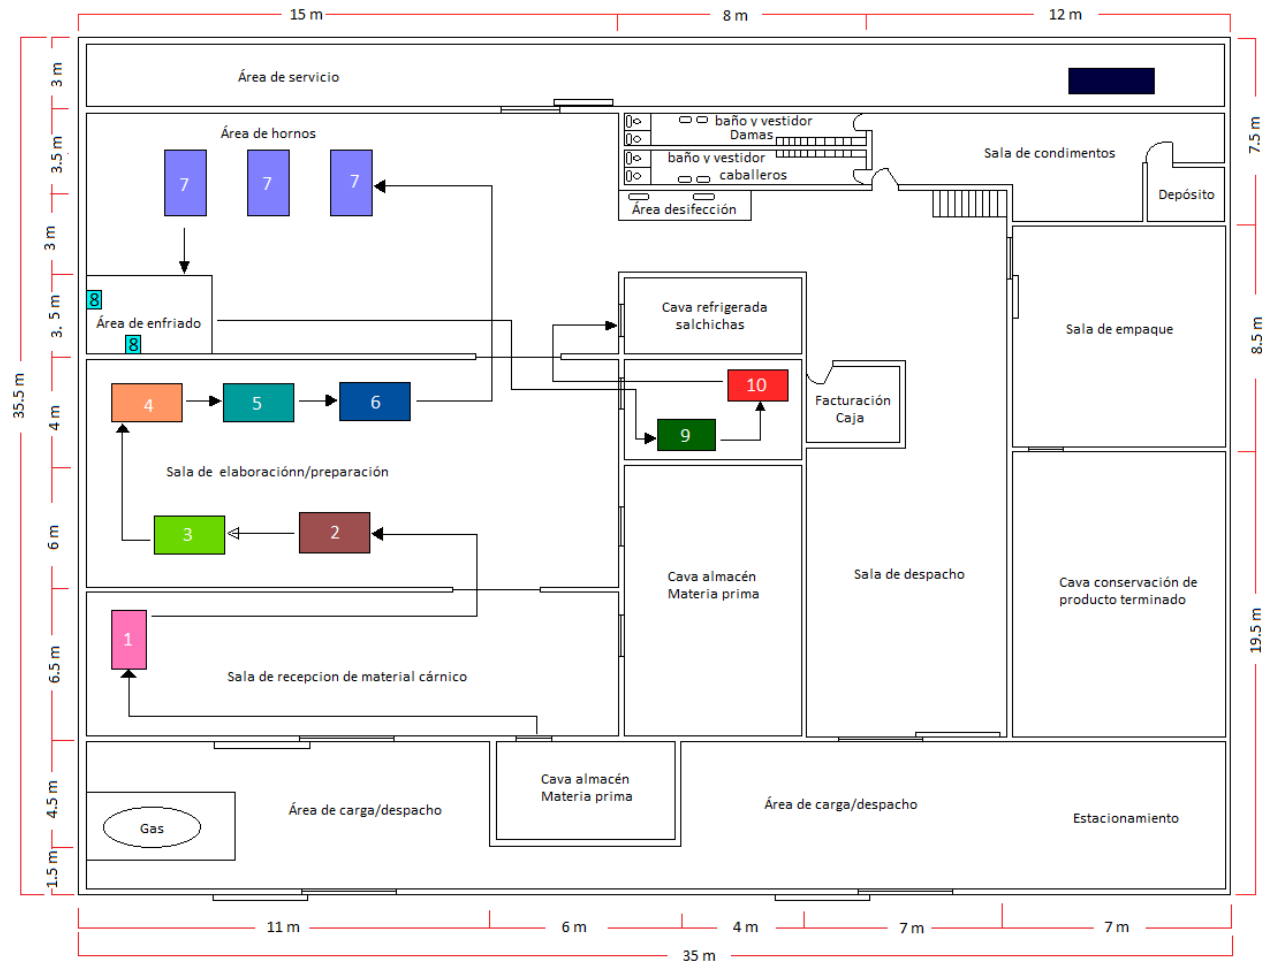 15 m
8 m
12 m
3 m
3.5 m
3 m
3. 5 m
4 m
6 m
6.5 m
4.5 m
1.5 m
35.5 m
7.5 m
8.5 m
19.5 m
Área de servicio
Área de hornos
7
7
7
baño y vestidor
Damas
baño y vestidor
caballeros
Sala de condimentos
Depósito
Área desifección
8
Área de enfriado
8
Cava refrigerada
salchichas
Sala de empaque
4
5
6
10
9
Facturación
Caja
Sala de elaboraciónn/preparación
3
2
Cava almacén
Materia prima
Sala de despacho
Cava conservación de
producto terminado
1
Sala de recepcion de material cárnico
Cava almacén
Materia prima
Área de carga/despacho
Área de carga/despacho
Estacionamiento
Gas
11 m
6 m
4 m
7 m
7 m
35 m